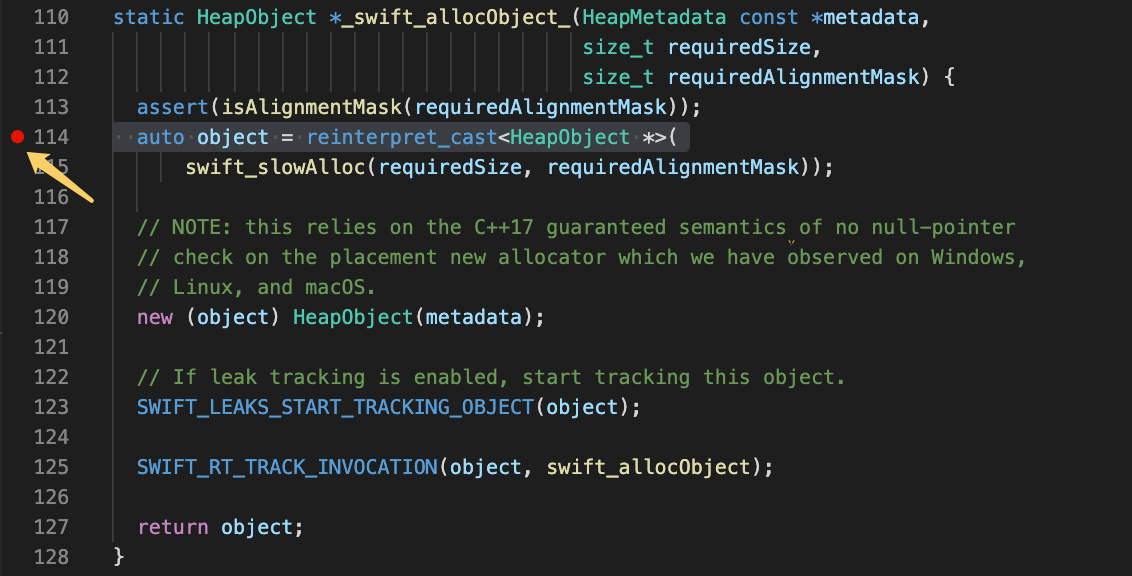 110 static HeapObject *_swift_allocObject_(HeapMetadata const *metadata,
111 size_t requiredSize,
112 size_t requiredAlignmentMask) {
113 assert(isAlignmentMask(requiredAlignmentMask));
114 auto object = reinterpret_cast<HeapObject *>(
115 swift_slowAlloc(requiredSize, requiredAlignmentMask));
116
117 // NOTE: this relies on the C++17 guaranteed semantics of no null-pointer
118 // check on the placement new allocator which we have observed on Windows,
119 // Linux, and macOS.
120 new (object) HeapObject(metadata);
121
122 // If leak tracking is enabled, start tracking this object.
123 SWIFT_LEAKS_START_TRACKING_OBJECT(object);
124
125 SWIFT_RT_TRACK_INVOCATION(object, swift_allocObject);
126
127 return object;
128 }